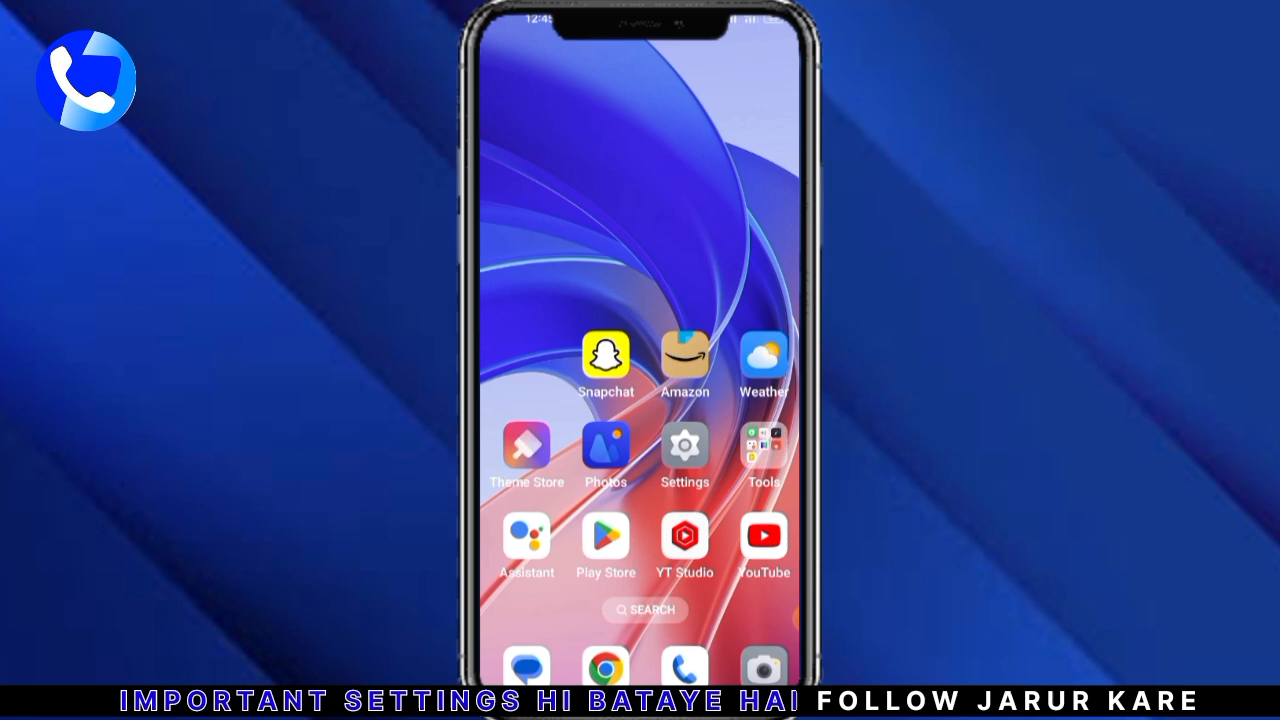 12:45
Snapchat Amazon Weather
Theme Store Photos Settings Tools
Assistant Play Store YT Studio YouTube
SEARCH
IMPORTANT SETTINGS HI BATAYE HAI FOLLOW JARUR KARE